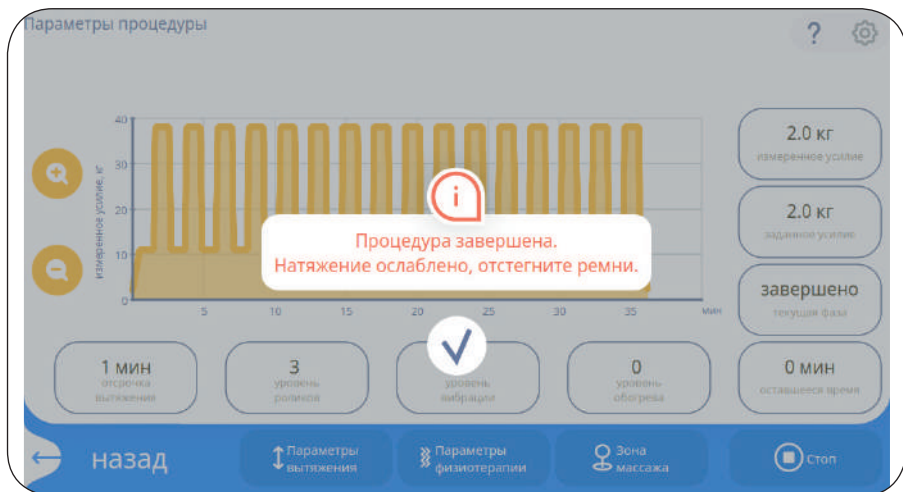 Параметры процедуры
?
40
30
20
10
0
измеренное усилие, кг
5 10 15 20 25 30 35 мин
2.0 кг
измеренное усилие
2.0 кг
заданное усилие
завершено
текущая фаза
0 мин
оставшееся время
i
Процедура завершена.
Натяжение ослаблено, отстегните ремни.
1 мин
отсрочка
вытяжения
3
уровень
роликов
уровень
вибрации
0
уровень
обогрева
назад
Параметры
вытяжения
Параметры
физиотерапии
Зона
массажа
Стоп